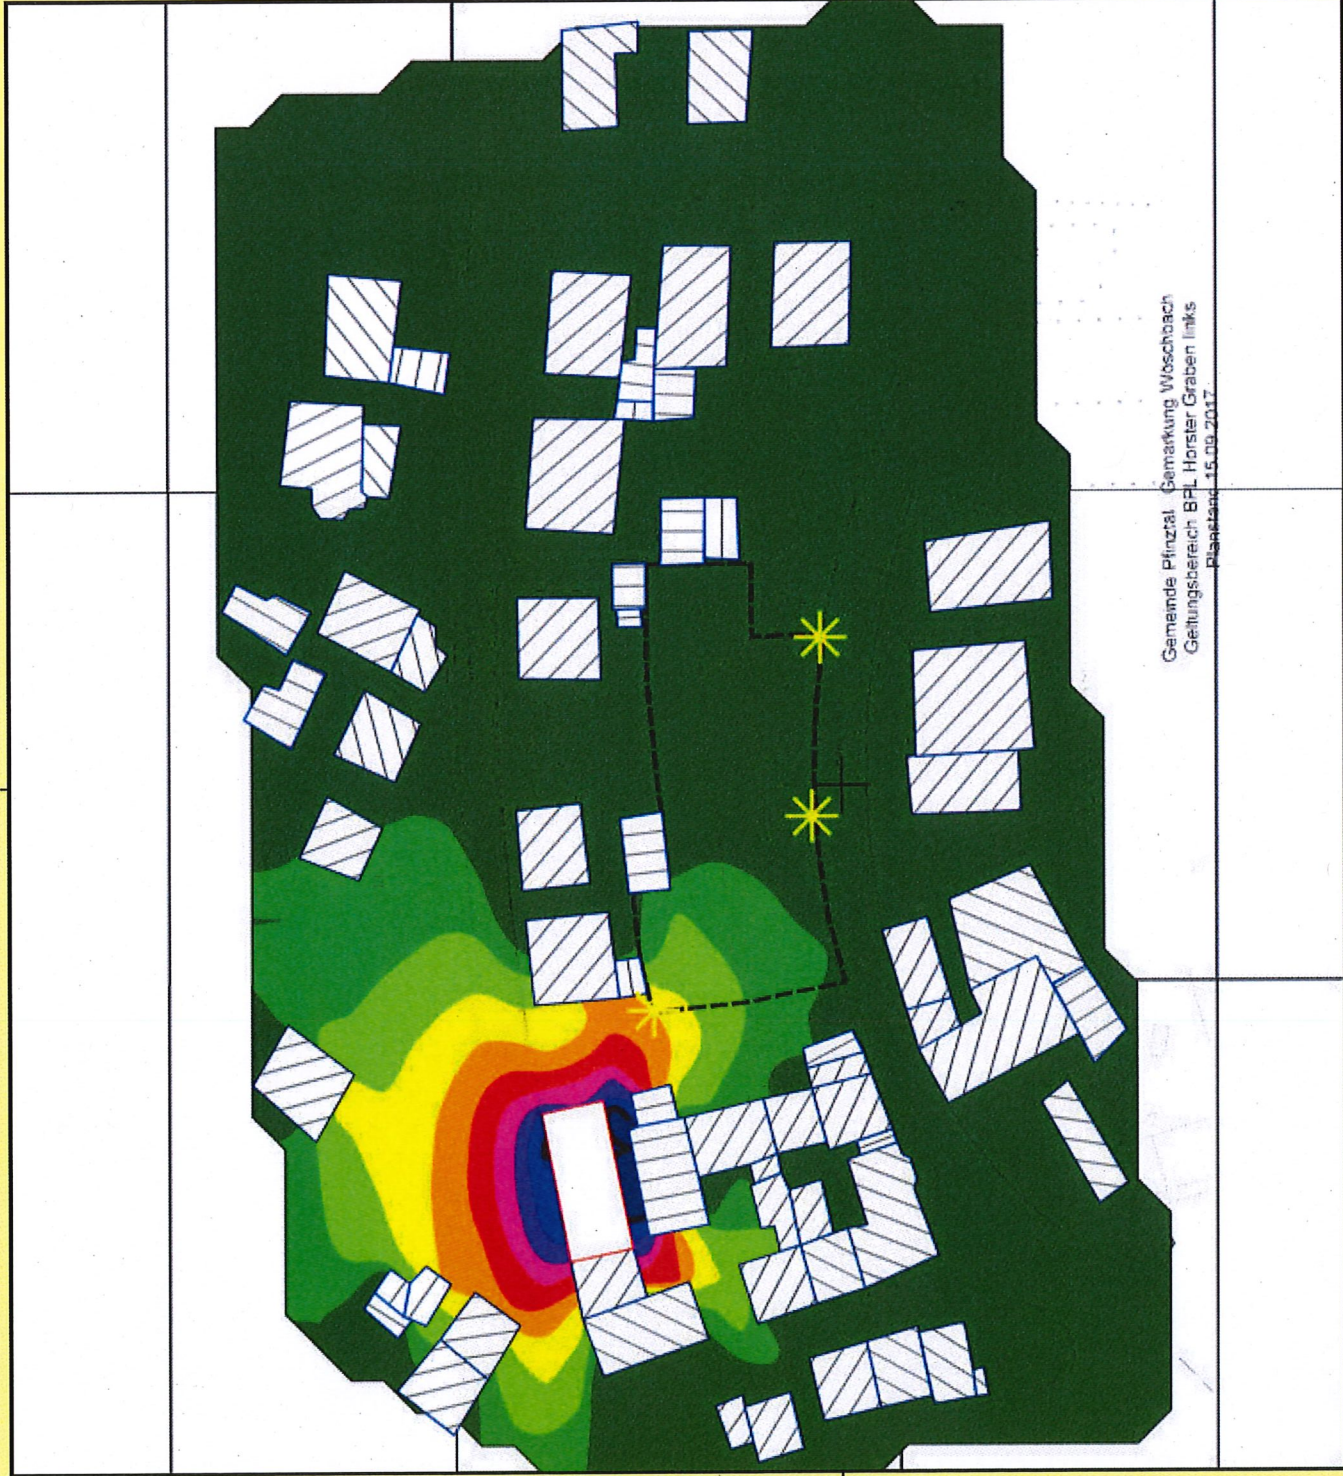 Gemeinde Pfinztal Gemarkung Wöschbach
Geltungsbereich BPL Horster Graben links
Planstand 15.09.2017